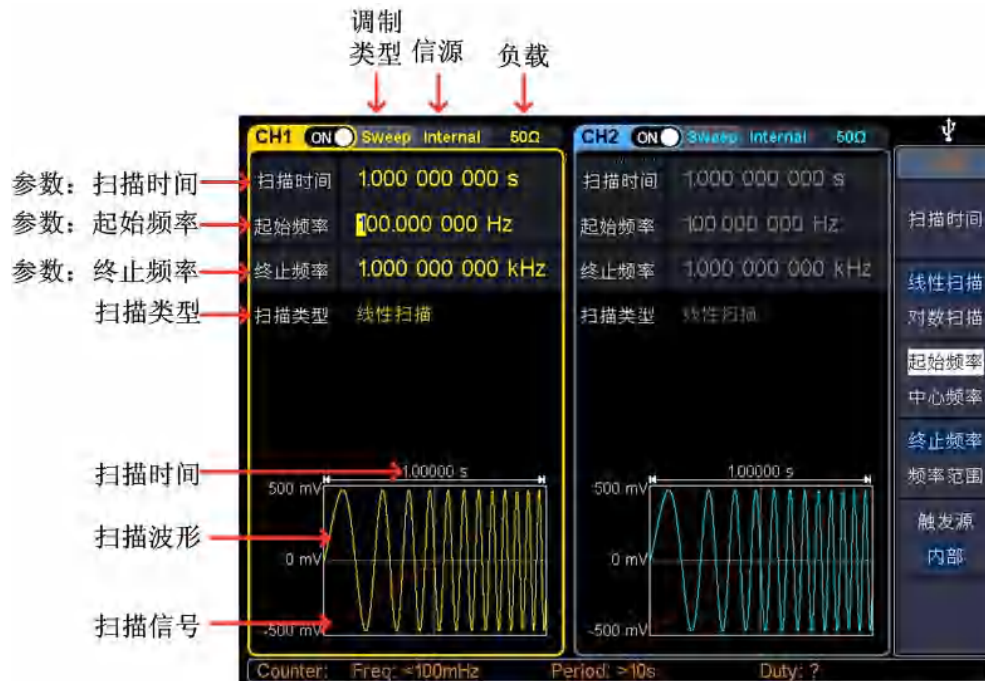 调制
类型 信源 负载
CH1 ON Sweep Internal 50Ω
CH2 ON Sweep Internal 50Ω
参数：扫描时间
扫描时间 1.000 000 000 s
扫描时间 1.000 000 000 s
扫描时间
参数：起始频率
起始频率 100.000 000 Hz
起始频率 100.000 000 Hz
参数：终止频率
终止频率 1.000 000 000 kHz
终止频率 1.000 000 000 kHz
线性扫描
对数扫描
扫描类型
扫描类型 线性扫描
扫描类型 线性扫描
起始频率
中心频率
终止频率
频率范围
扫描时间
1.00000 s
1.00000 s
500 mV
500 mV
触发源
内部
扫描波形
0 mV
0 mV
扫描信号
-500 mV
-500 mV
Counter: Freq: <100mHz Period: >10s Duty: ?